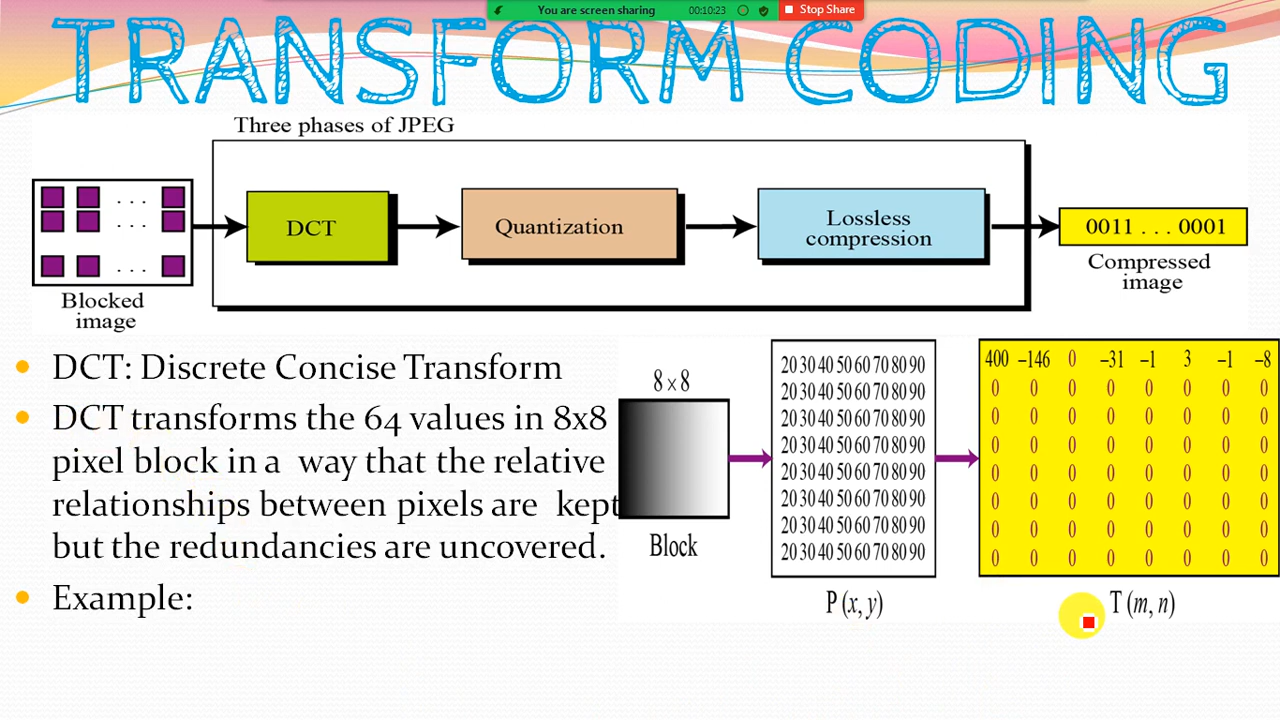 You are screen sharing 00:10:23 Stop Share
TRANSFORM CODING
Three phases of JPEG
DCT
Quantization
Lossless
compression
0011 . . . 0001
Compressed
image
. . .
. . .
. . .
Blocked
image
DCT: Discrete Concise Transform
DCT transforms the 64 values in 8x8
pixel block in a way that the relative
relationships between pixels are kept
but the redundancies are uncovered.
Example:
8 × 8
Block
20 30 40 50 60 70 80 90
20 30 40 50 60 70 80 90
20 30 40 50 60 70 80 90
20 30 40 50 60 70 80 90
20 30 40 50 60 70 80 90
20 30 40 50 60 70 80 90
20 30 40 50 60 70 80 90
20 30 40 50 60 70 80 90
P (x, y)
400 –146 0 –31 –1 3 –1 –8
0 0 0 0 0 0 0 0
0 0 0 0 0 0 0 0
0 0 0 0 0 0 0 0
0 0 0 0 0 0 0 0
0 0 0 0 0 0 0 0
0 0 0 0 0 0 0 0
0 0 0 0 0 0 0 0
T (m, n)